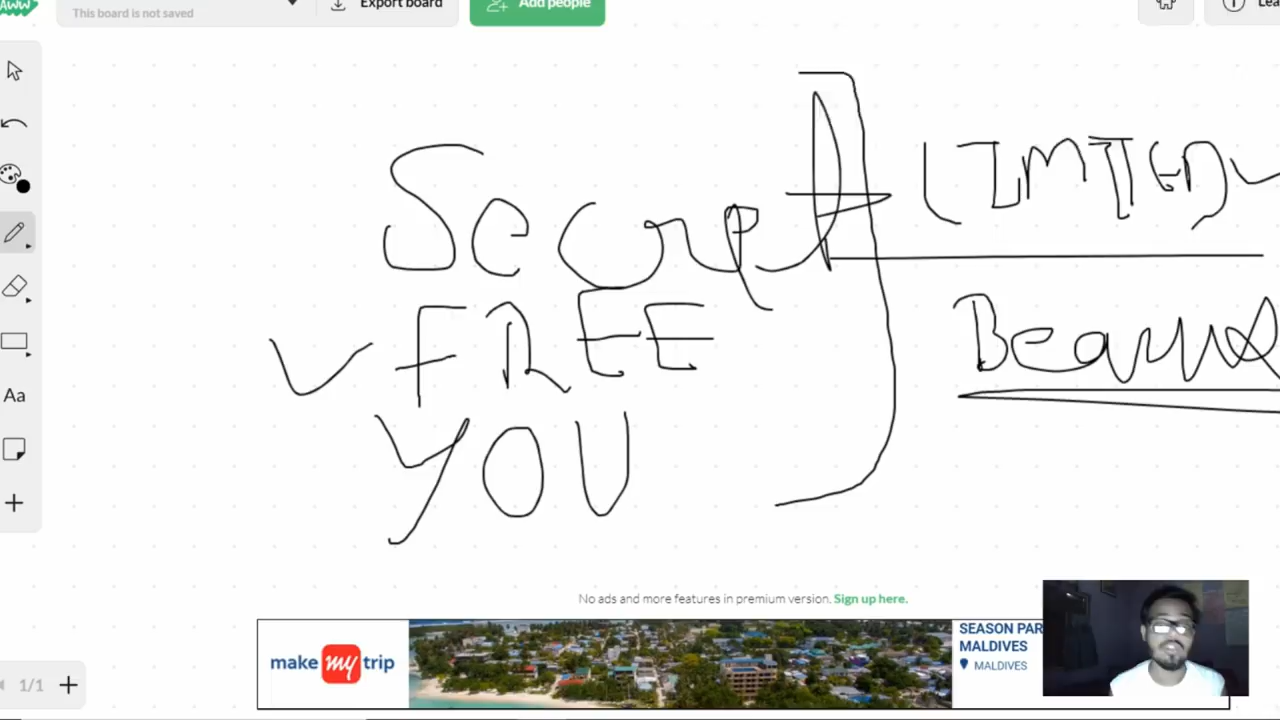 AWW
This board is not saved
Export board
Add people
Secret
FREE
YOU
LIMITED
Aa
No ads and more features in premium version. Sign up here.
make my trip
SEASON PAR
MALDIVES
MALDIVES
1/1